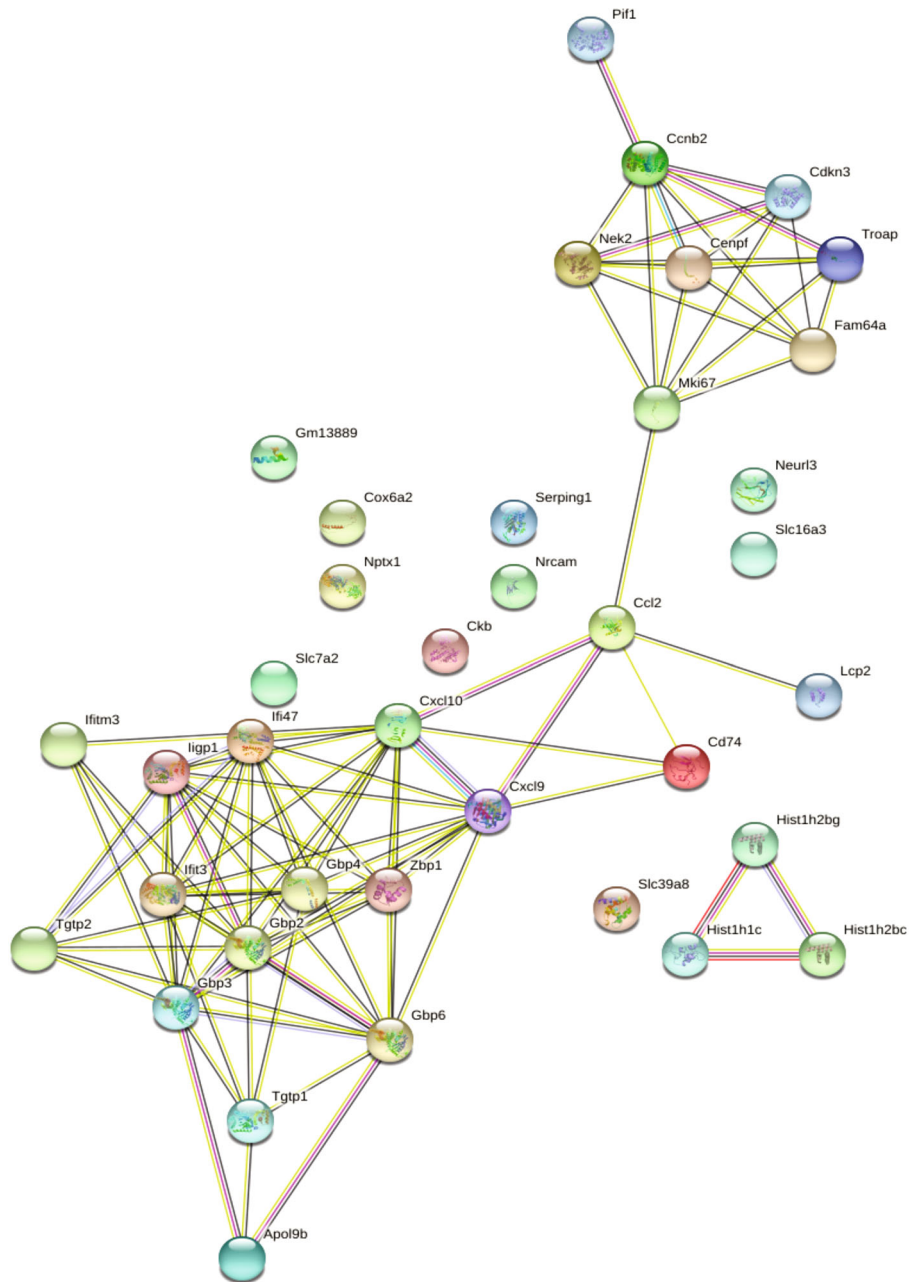 Pif1
Ccnb2
Cdkn3
Nek2
Cenpf
Troap
Fam64a
Mki67
Gm13889
Neurl3
Cox6a2
Serping1
Slc16a3
Nptx1
Nrcam
Ccl2
Ckb
Slc7a2
Lcp2
Cxcl10
Ifitm3
Ifi47
Iigp1
Cd74
Cxcl9
Hist1h2bg
Ifit3
Gbp4
Zbp1
Slc39a8
Tgtp2
Gbp2
Hist1h1c
Hist1h2bc
Gbp3
Gbp6
Tgtp1
Apol9b